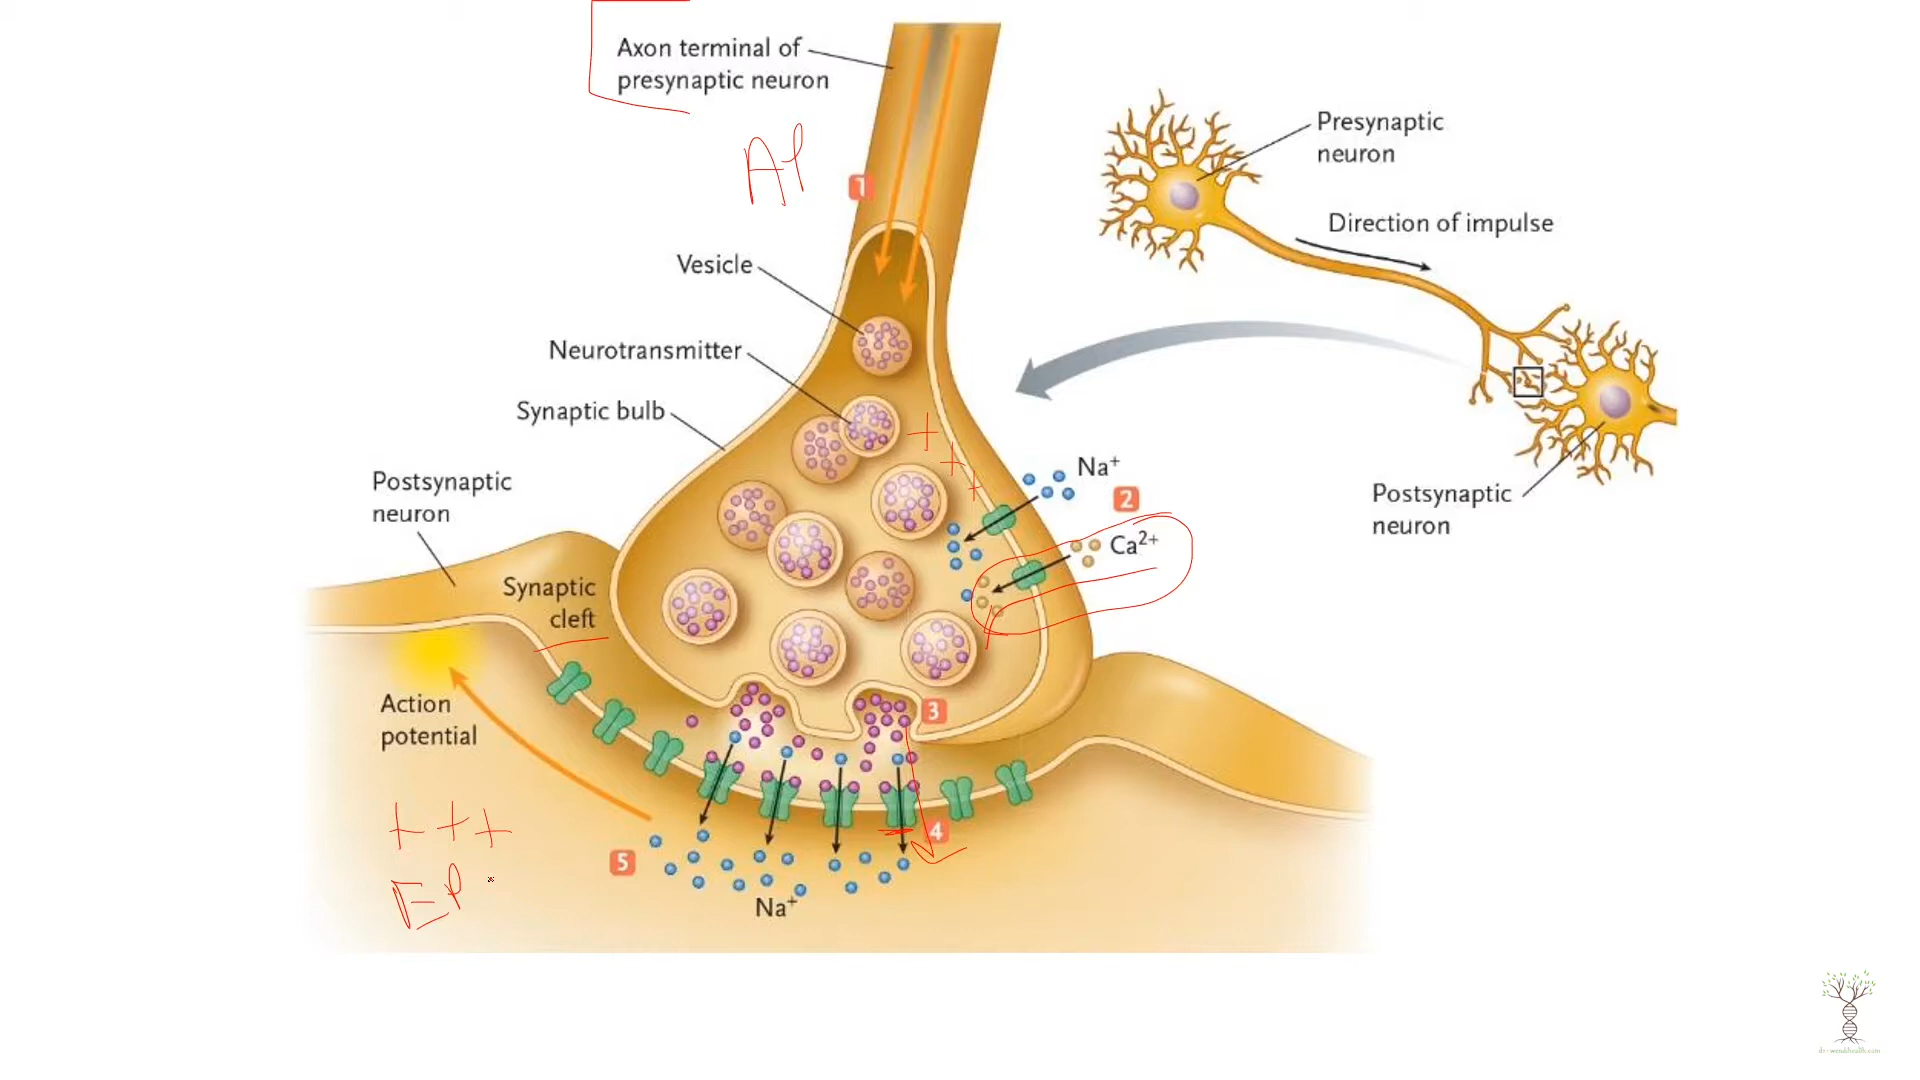 Axon terminal of
presynaptic neuron
AP
1
Presynaptic
neuron
Direction of impulse
Vesicle
Neurotransmitter
Synaptic bulb
+
+
+
Na⁺
2
Ca²⁺
Postsynaptic
neuron
Postsynaptic
neuron
Synaptic
cleft
3
Action
potential
+ + +
4
5
EP
Na⁺